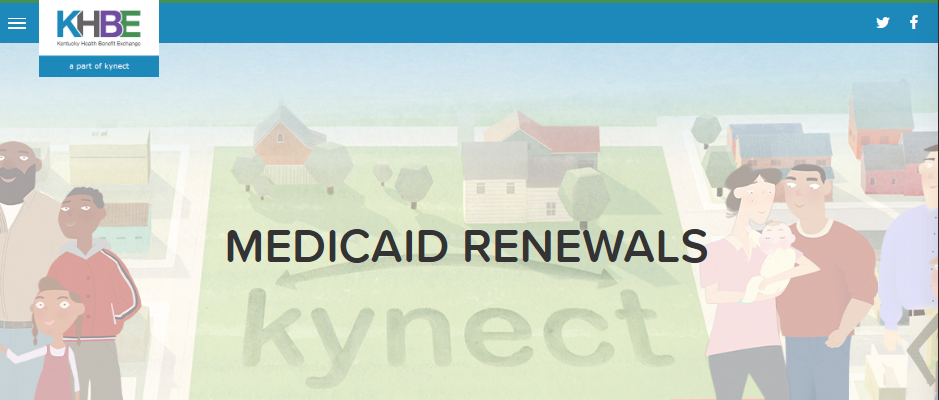 KHBE
Kentucky Health Benefit Exchange
a part of kynect
MEDICAID RENEWALS
kynect